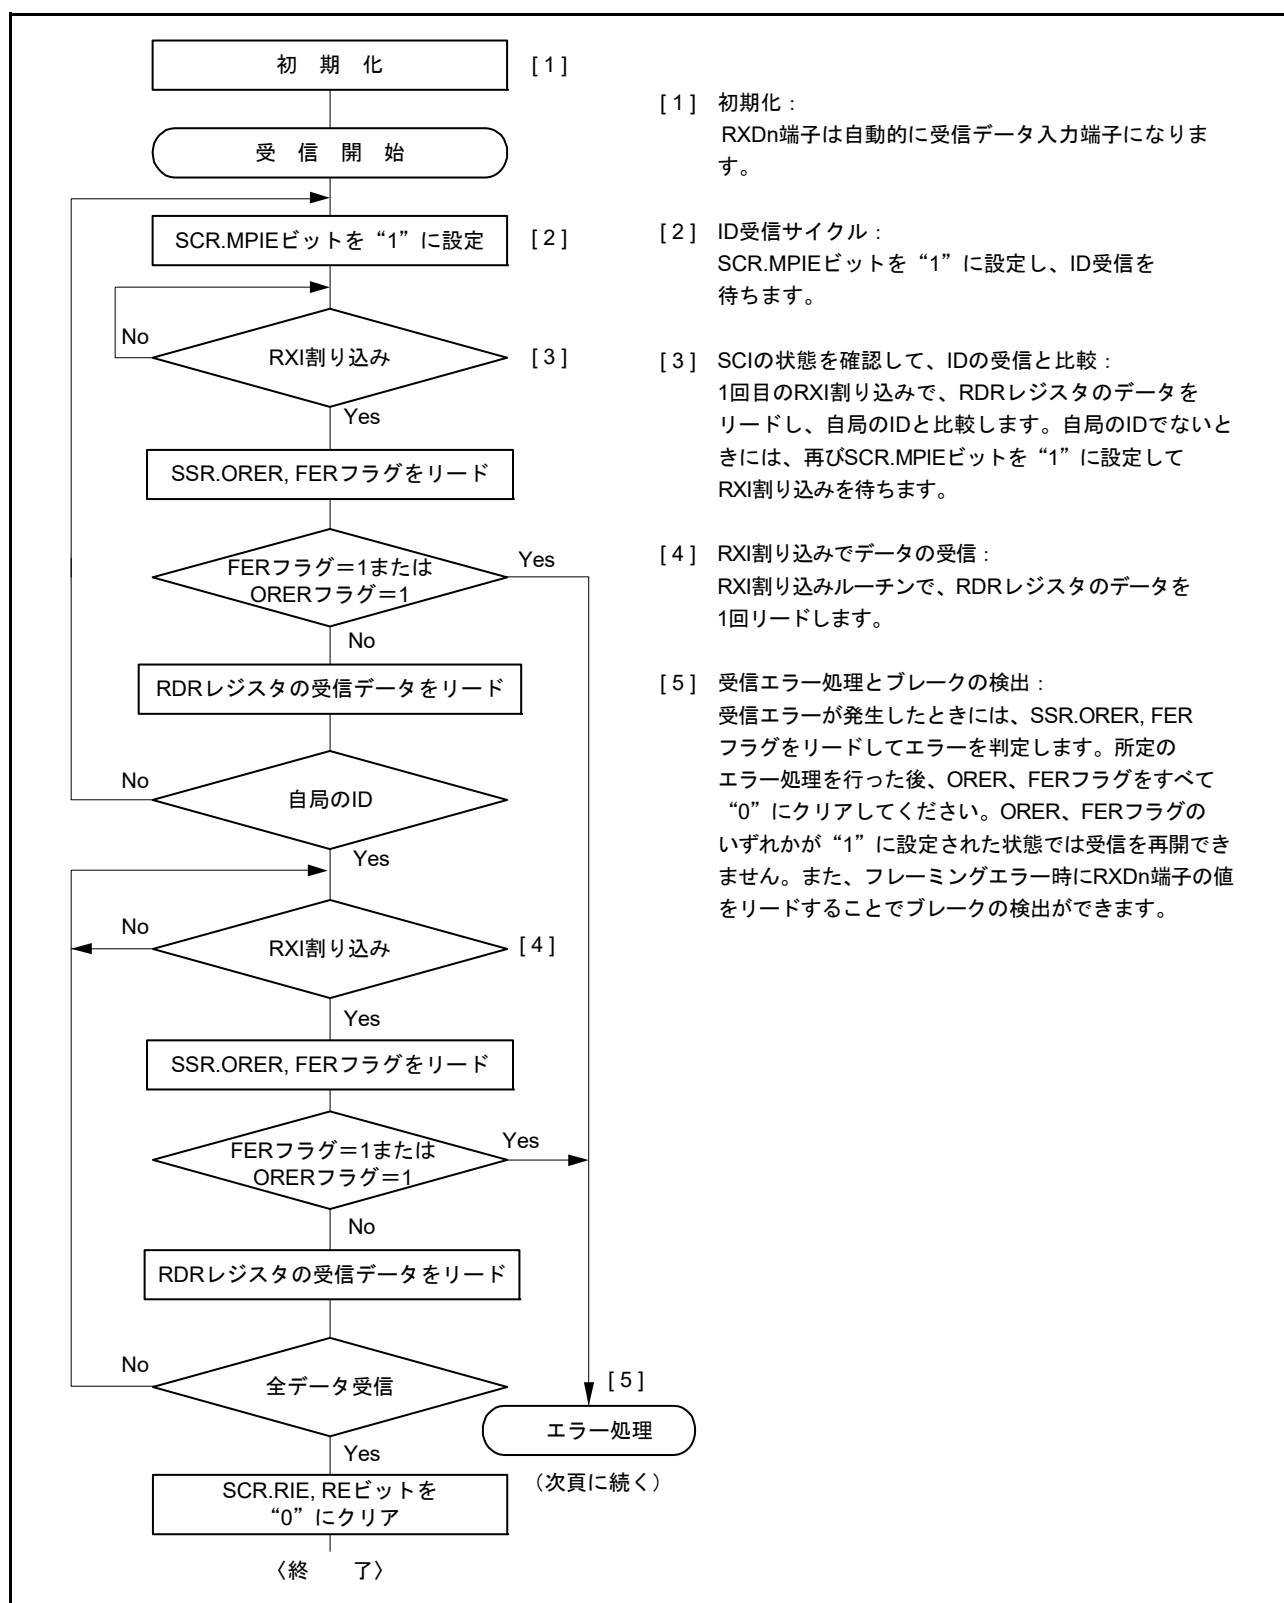 初 期 化 [ 1 ]
受 信 開 始
SCR.MPIEビットを“1”に設定 [ 2 ]
No
RXI割り込み [ 3 ]
Yes
SSR.ORER, FERフラグをリード
FERフラグ＝1または
ORERフラグ＝1
Yes
No
RDRレジスタの受信データをリード
No
自局のID
Yes
No
RXI割り込み [ 4 ]
Yes
SSR.ORER, FERフラグをリード
FERフラグ＝1または
ORERフラグ＝1
Yes
No
RDRレジスタの受信データをリード
No
全データ受信
Yes
[ 5 ]
エラー処理
（次頁に続く）
SCR.RIE, REビットを
“0”にクリア
〈終 了〉
[ 1 ] 初期化：
RXDn端子は自動的に受信データ入力端子になりま
す。
[ 2 ] ID受信サイクル：
SCR.MPIEビットを“1”に設定し、ID受信を
待ちます。
[ 3 ] SCIの状態を確認して、IDの受信と比較：
1回目のRXI割り込みで、RDRレジスタのデータを
リードし、自局のIDと比較します。自局のIDでないと
きには、再びSCR.MPIEビットを“1”に設定して
RXI割り込みを待ちます。
[ 4 ] RXI割り込みでデータの受信：
RXI割り込みルーチンで、RDRレジスタのデータを
1回リードします。
[ 5 ] 受信エラー処理とブレークの検出：
受信エラーが発生したときには、SSR.ORER, FER
フラグをリードしてエラーを判定します。所定の
エラー処理を行った後、ORER、FERフラグをすべて
“0”にクリアしてください。ORER、FERフラグの
いずれかが“1”に設定された状態では受信を再開でき
ません。また、フレーミングエラー時にRXDn端子の値
をリードすることでブレークの検出ができます。